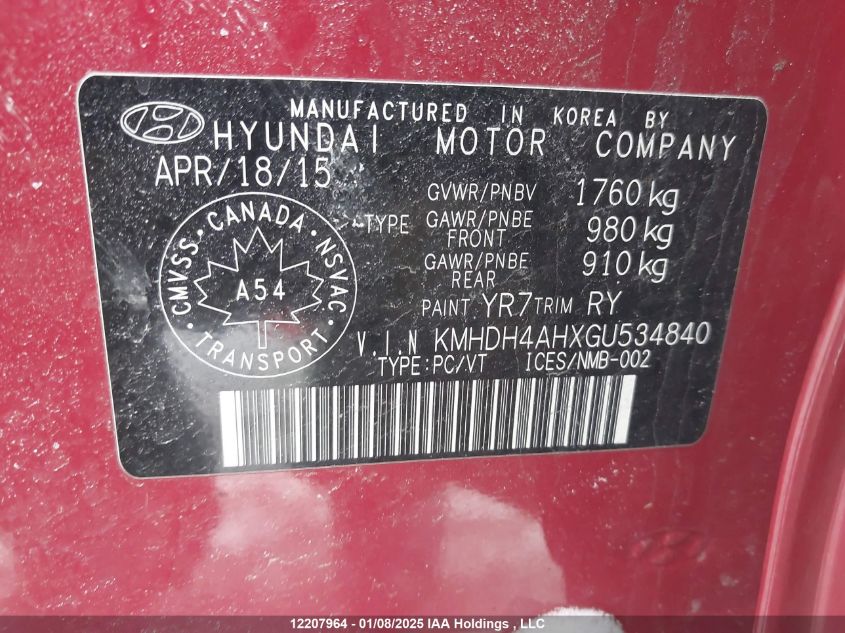 MANUFACTURED IN KOREA BY
HYUNDAI MOTOR COMPANY
APR/18/15
GVWR/PNBV 1760 kg
TYPE GAWR/PNBE FRONT 980 kg
GAWR/PNBE REAR 910 kg
PAINT YR7 TRIM RY
CMVSS · CANADA · NSVAC
A54
TRANSPORT
V.I.N KMHDH4AHXGU534840
TYPE:PC/VT ICES/NMB-002
12207964 - 01/08/2025 IAA Holdings , LLC